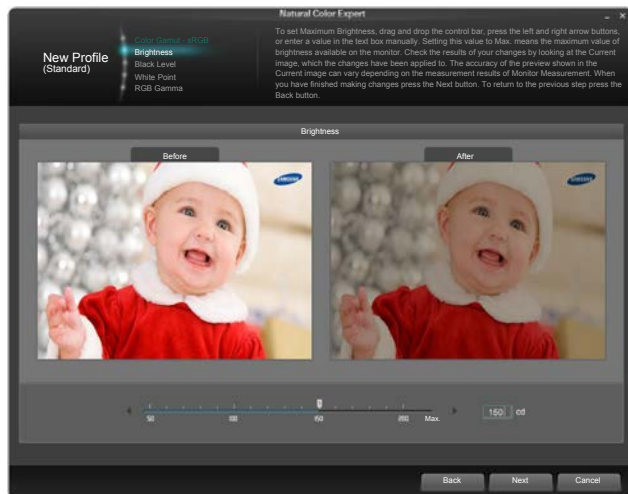 Natural Color Expert
New Profile
(Standard)
Color Gamut - sRGB
Brightness
Black Level
White Point
RGB Gamma
To set Maximum Brightness, drag and drop the control bar, press the left and right arrow buttons,
or enter a value in the text box manually. Setting this value to Max. means the maximum value of
brightness available on the monitor. Check the results of your changes by looking at the Current
image, which the changes have been applied to. The accuracy of the preview shown in the
Current image can vary depending on the measurement results of Monitor Measurement. When
you have finished making changes press the Next button. To return to the previous step press the
Back button.
Brightness
Before
After
SAMSUNG
SAMSUNG
50
100
150
200
Max.
150
cd
Back
Next
Cancel